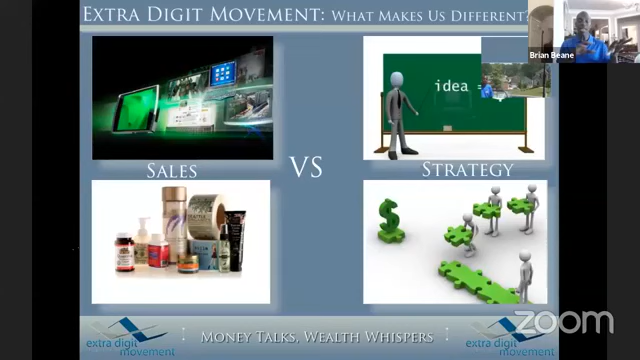 Extra Digit Movement: What Makes Us Different?
Brian Beane
idea =
Sales
VS
Strategy
Money Talks, Wealth Whispers
extra digit
movement
extra digit
movement
zoom